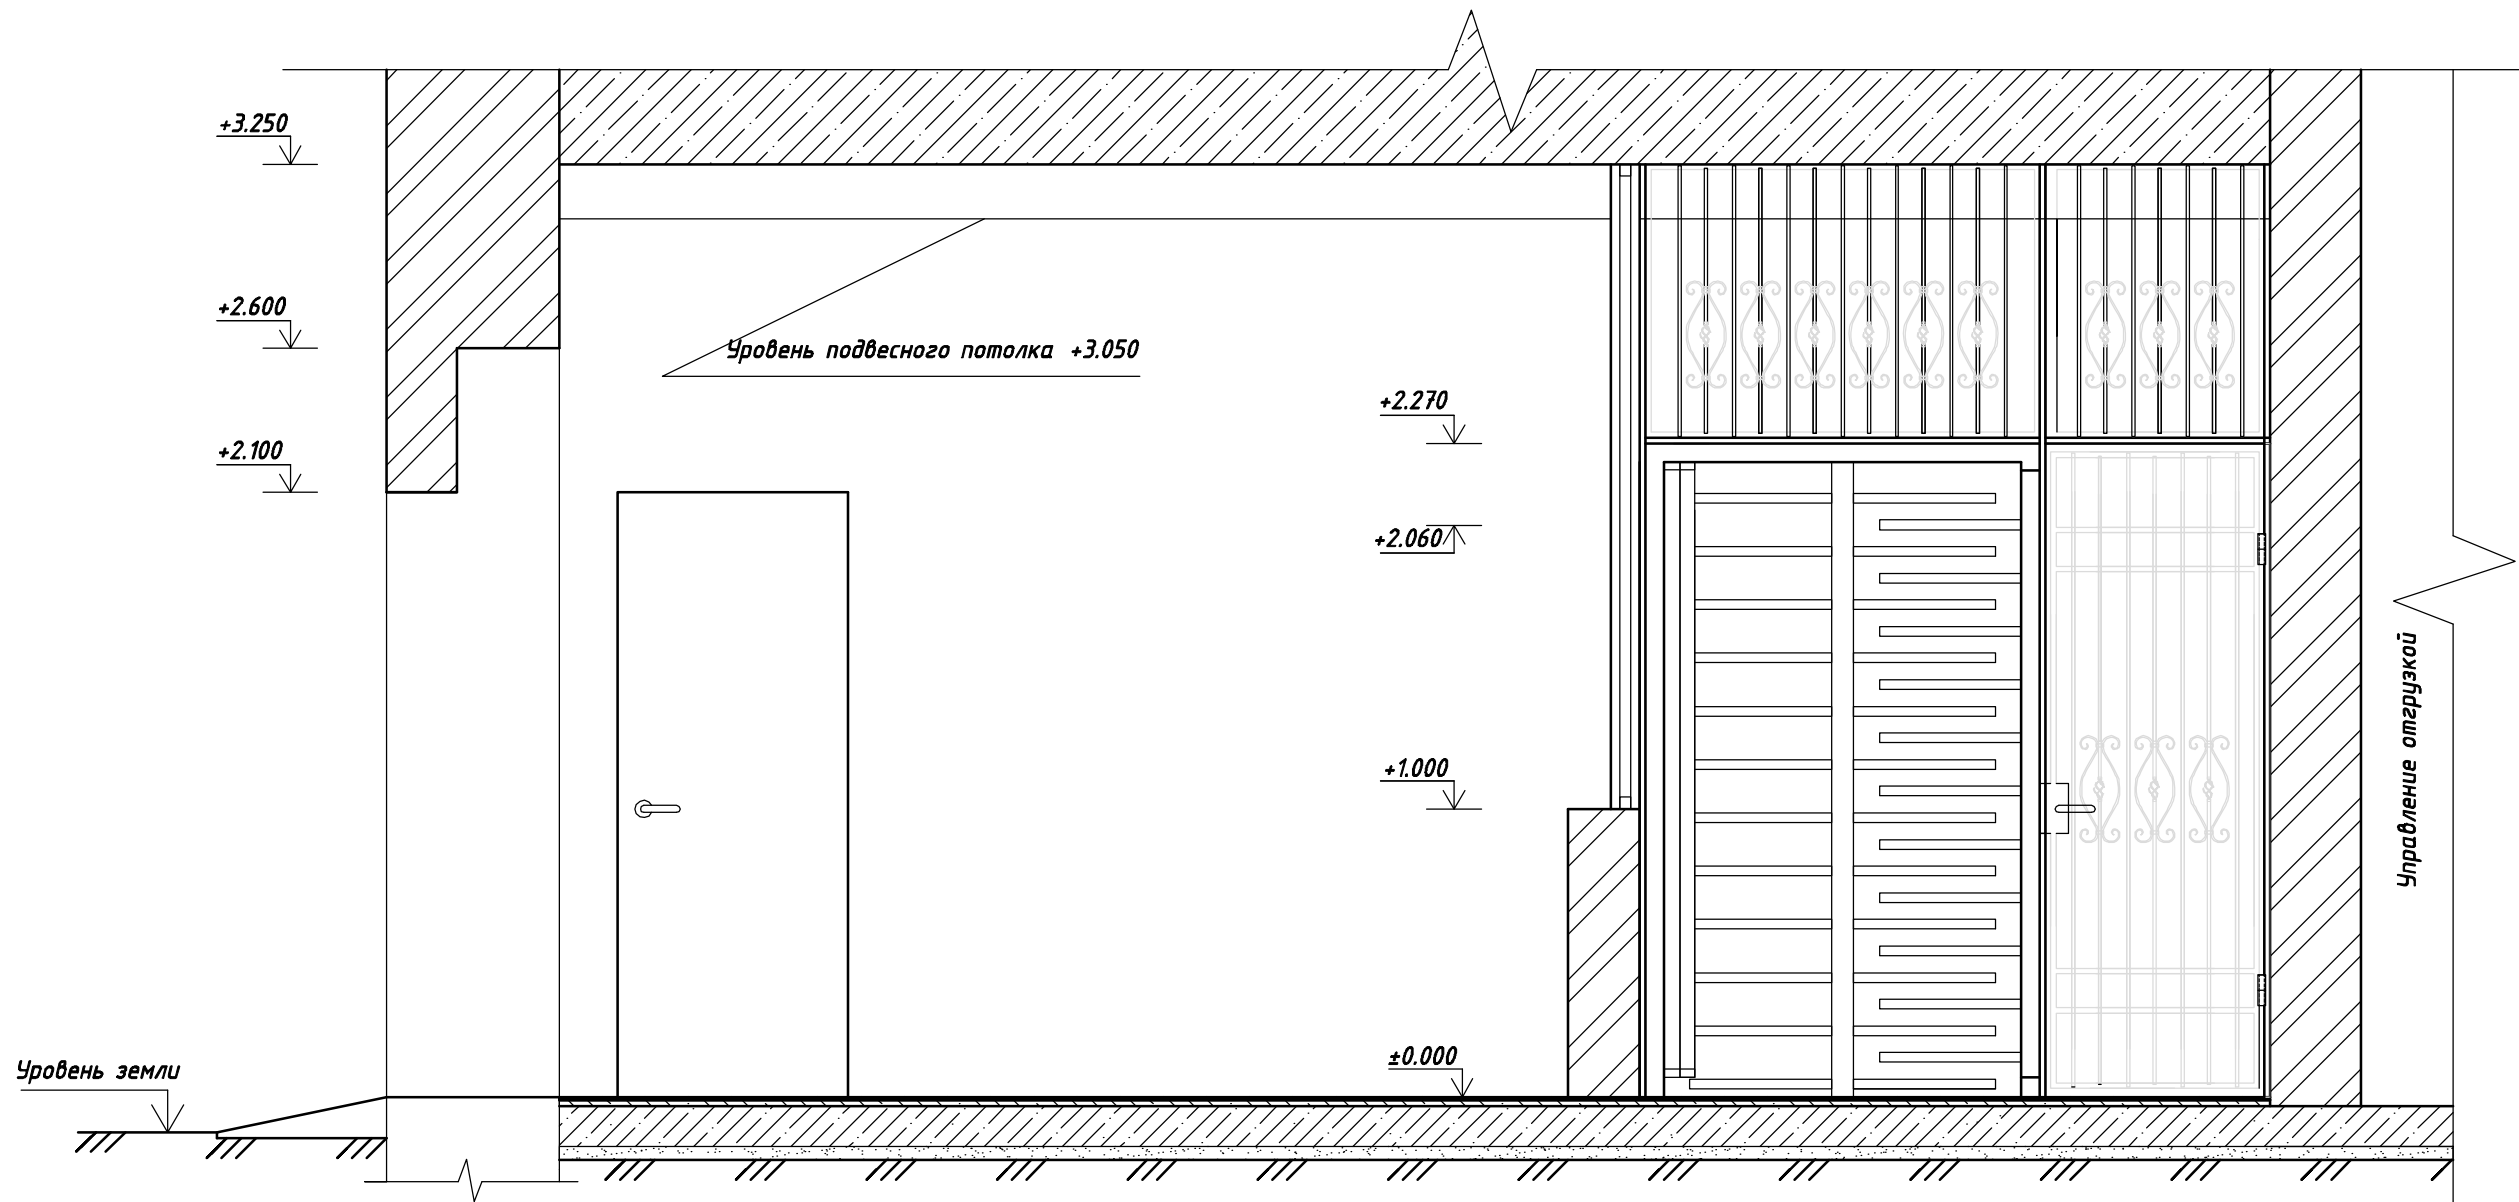 +3.250
+2.600
Уровень подвесного потолка +3.050
+2.270
+2.100
+2.060
Управление отгрузкой
+1.000
±0.000
Уровень земли